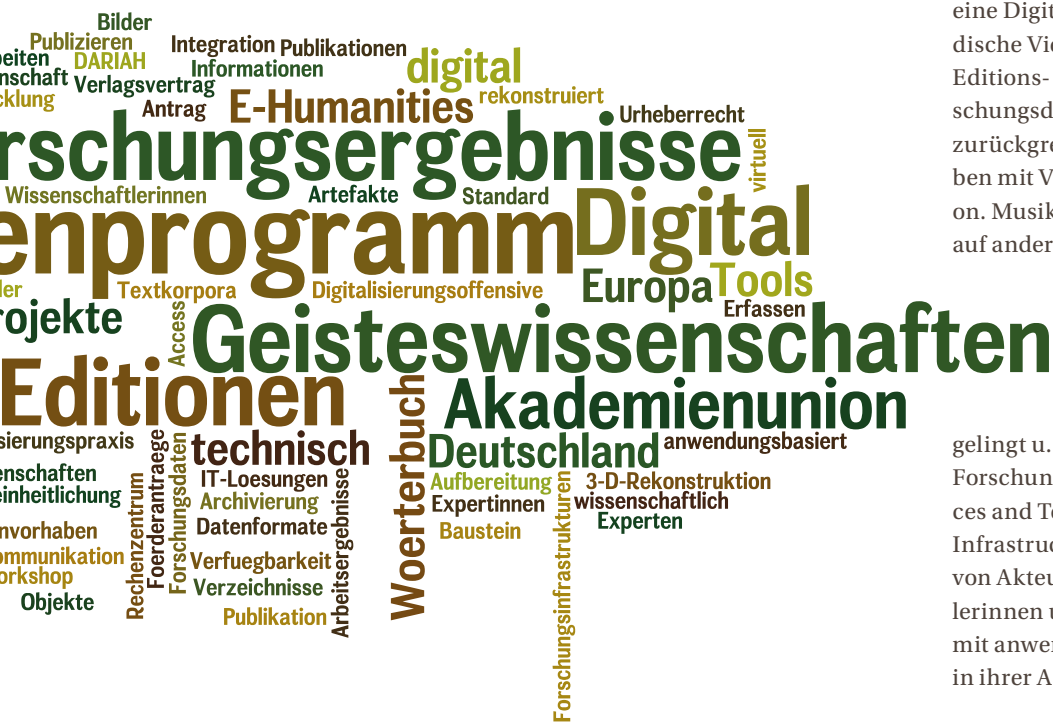 Bilder
Publizieren
Integration
Publikationen
beiten
DARIAH
Informationen
digital
nschaft
Verlagsvertrag
cklung
Antrag
E-Humanities
rekonstruiert
Urheberrecht
rschungsergebnisse
virtuell
Wissenschaftlerinnen
Artefakte
Standard
enprogramm
Digital
ler
Textkorpora
Digitalisierungsoffensive
Europa
Tools
Erfassen
ojekte
Access
Geisteswissenschaften
Editionen
Woerterbuch
Akademienunion
sierungspraxis
Foerderantraege
Forschungsdaten
technisch
Deutschland
anwendungsbasiert
enschaften
einheitlichung
Rechenzentrum
IT-Loesungen
Archivierung
Arbeitsergebnisse
Aufbereitung
3-D-Rekonstruktion
Expertinnen
Forschungsinfrastrukturen
wissenschaftlich
Datenformate
Baustein
Experten
nvorhaben
ommunikation
Verfuegbarkeit
orkshop
Verzeichnisse
Objekte
Publikation
eine Digit
dische Vi
Editions-
schungsd
zurückgre
ben mit V
on. Musik
auf ander
gelingt u.
Forschun
ces and Te
Infrastruc
von Akteu
lerinnen u
mit anwe
in ihrer A